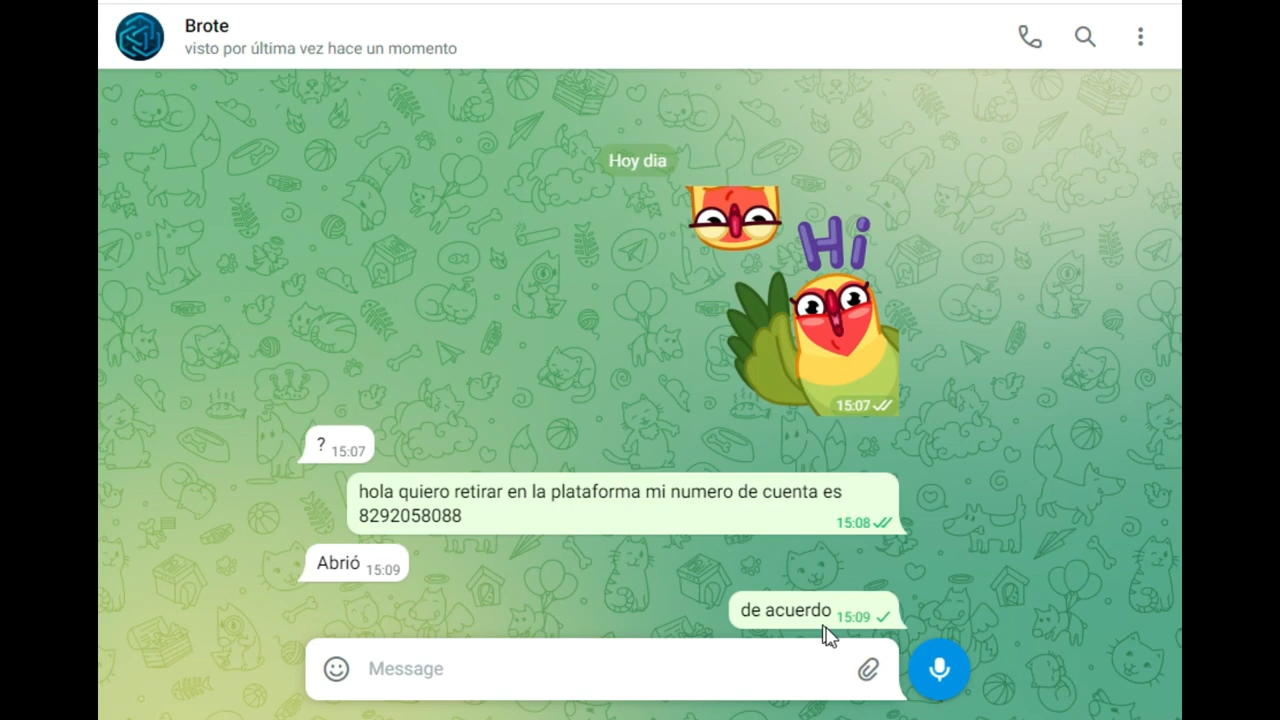 Brote
visto por última vez hace un momento
Hoy dia
Hi
15:07
? 15:07
hola quiero retirar en la plataforma mi numero de cuenta es
8292058088
15:08
Abrió 15:09
de acuerdo 15:09
Message